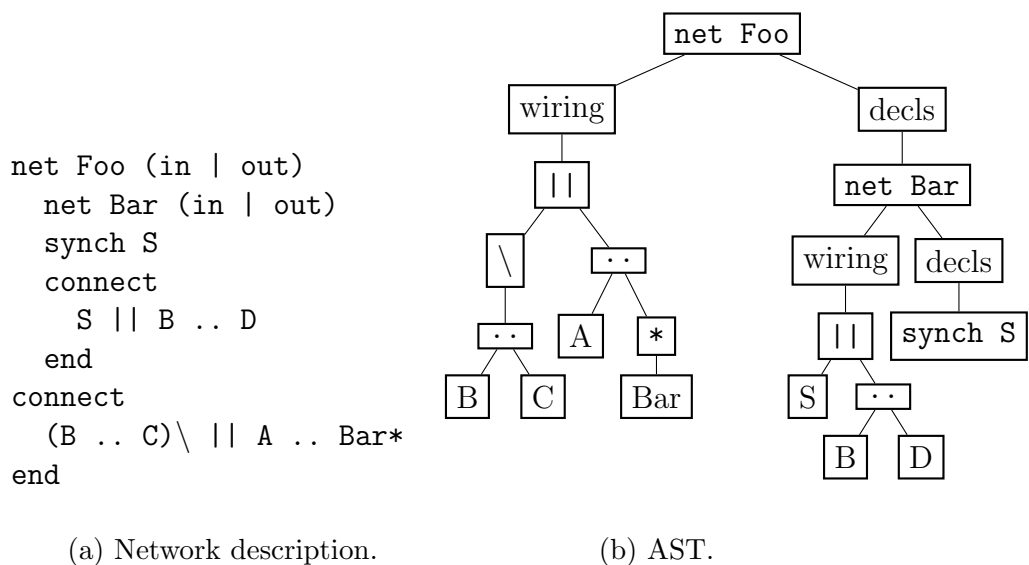 net Foo (in | out)
net Bar (in | out)
synch S
connect
S || B .. D
end
connect
(B .. C)\ || A .. Bar*
end
(a) Network description.
net Foo
wiring
decls
||
net Bar
\
..
wiring
decls
..
A
*
||
synch S
B
C
Bar
S
..
B
D
(b) AST.